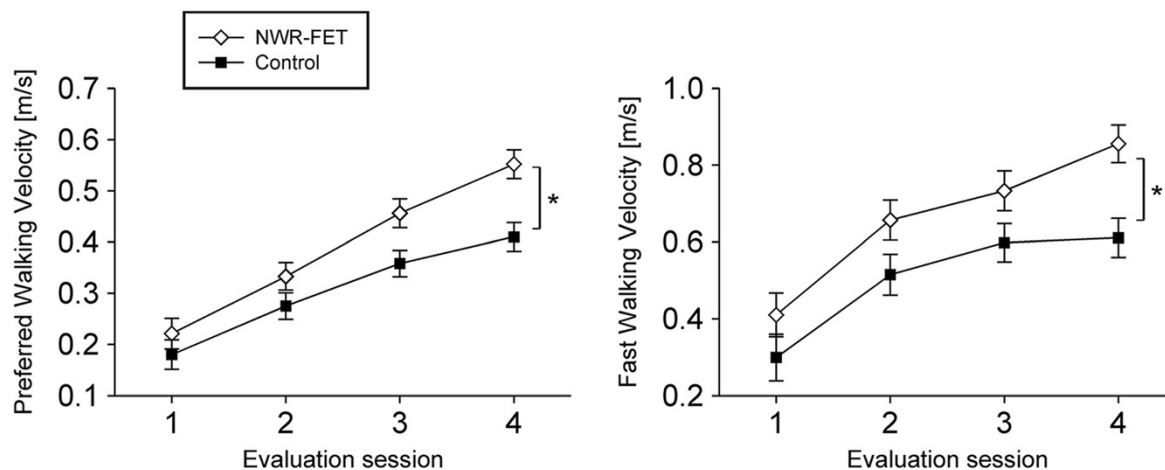 NWR-FET
Control
Preferred Walking Velocity [m/s]
0.7
0.6
0.5
0.4
0.3
0.2
0.1
*
1 2 3 4
Evaluation session
Fast Walking Velocity [m/s]
1.0
0.8
0.6
0.4
0.2
*
1 2 3 4
Evaluation session